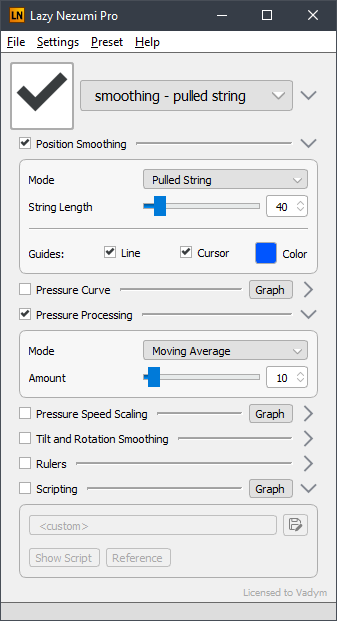 LN Lazy Nezumi Pro
File Settings Preset Help
smoothing - pulled string
Position Smoothing
Mode Pulled String
String Length 40
Guides: Line Cursor Color
Pressure Curve Graph
Pressure Processing
Mode Moving Average
Amount 10
Pressure Speed Scaling Graph
Tilt and Rotation Smoothing
Rulers
Scripting Graph
<custom>
Show Script Reference
Licensed to Vadym